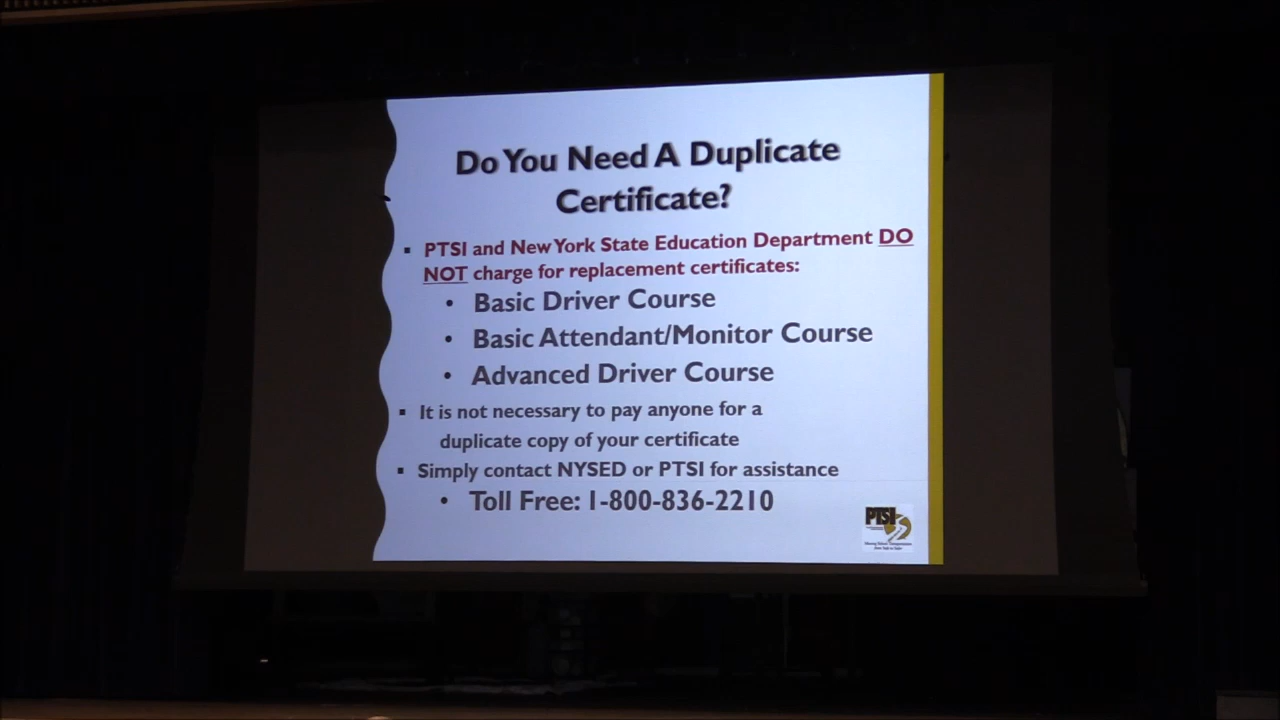 Do You Need A Duplicate
Certificate?
▪ PTSI and New York State Education Department DO
NOT charge for replacement certificates:
• Basic Driver Course
• Basic Attendant/Monitor Course
• Advanced Driver Course
▪ It is not necessary to pay anyone for a
duplicate copy of your certificate
▪ Simply contact NYSED or PTSI for assistance
• Toll Free: 1-800-836-2210
PTSI